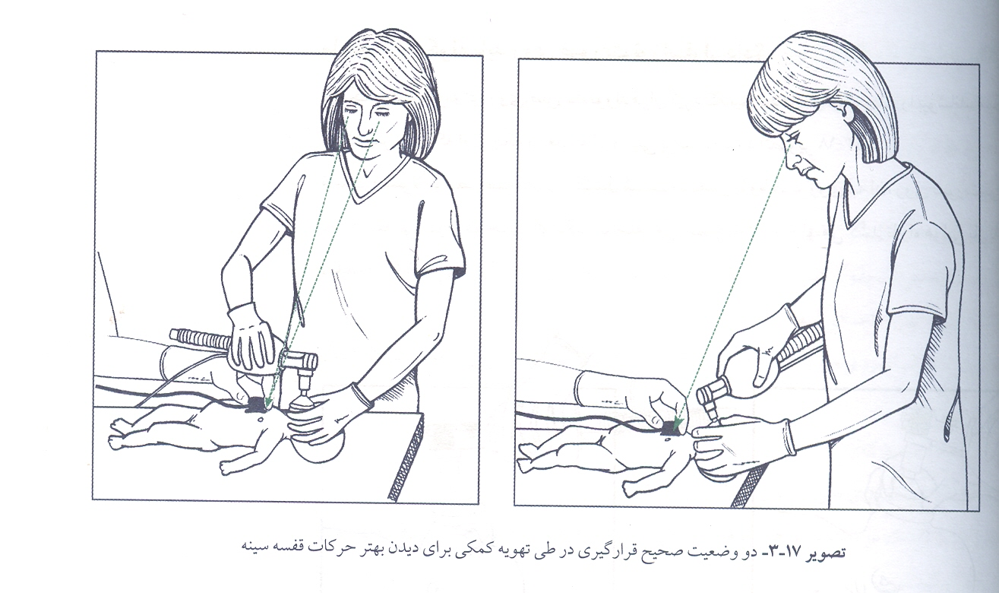 تصویر ۱۷-۳- دو وضعیت صحیح قرارگیری در طی تهویه کمکی برای دیدن بهتر حرکات قفسه سینه